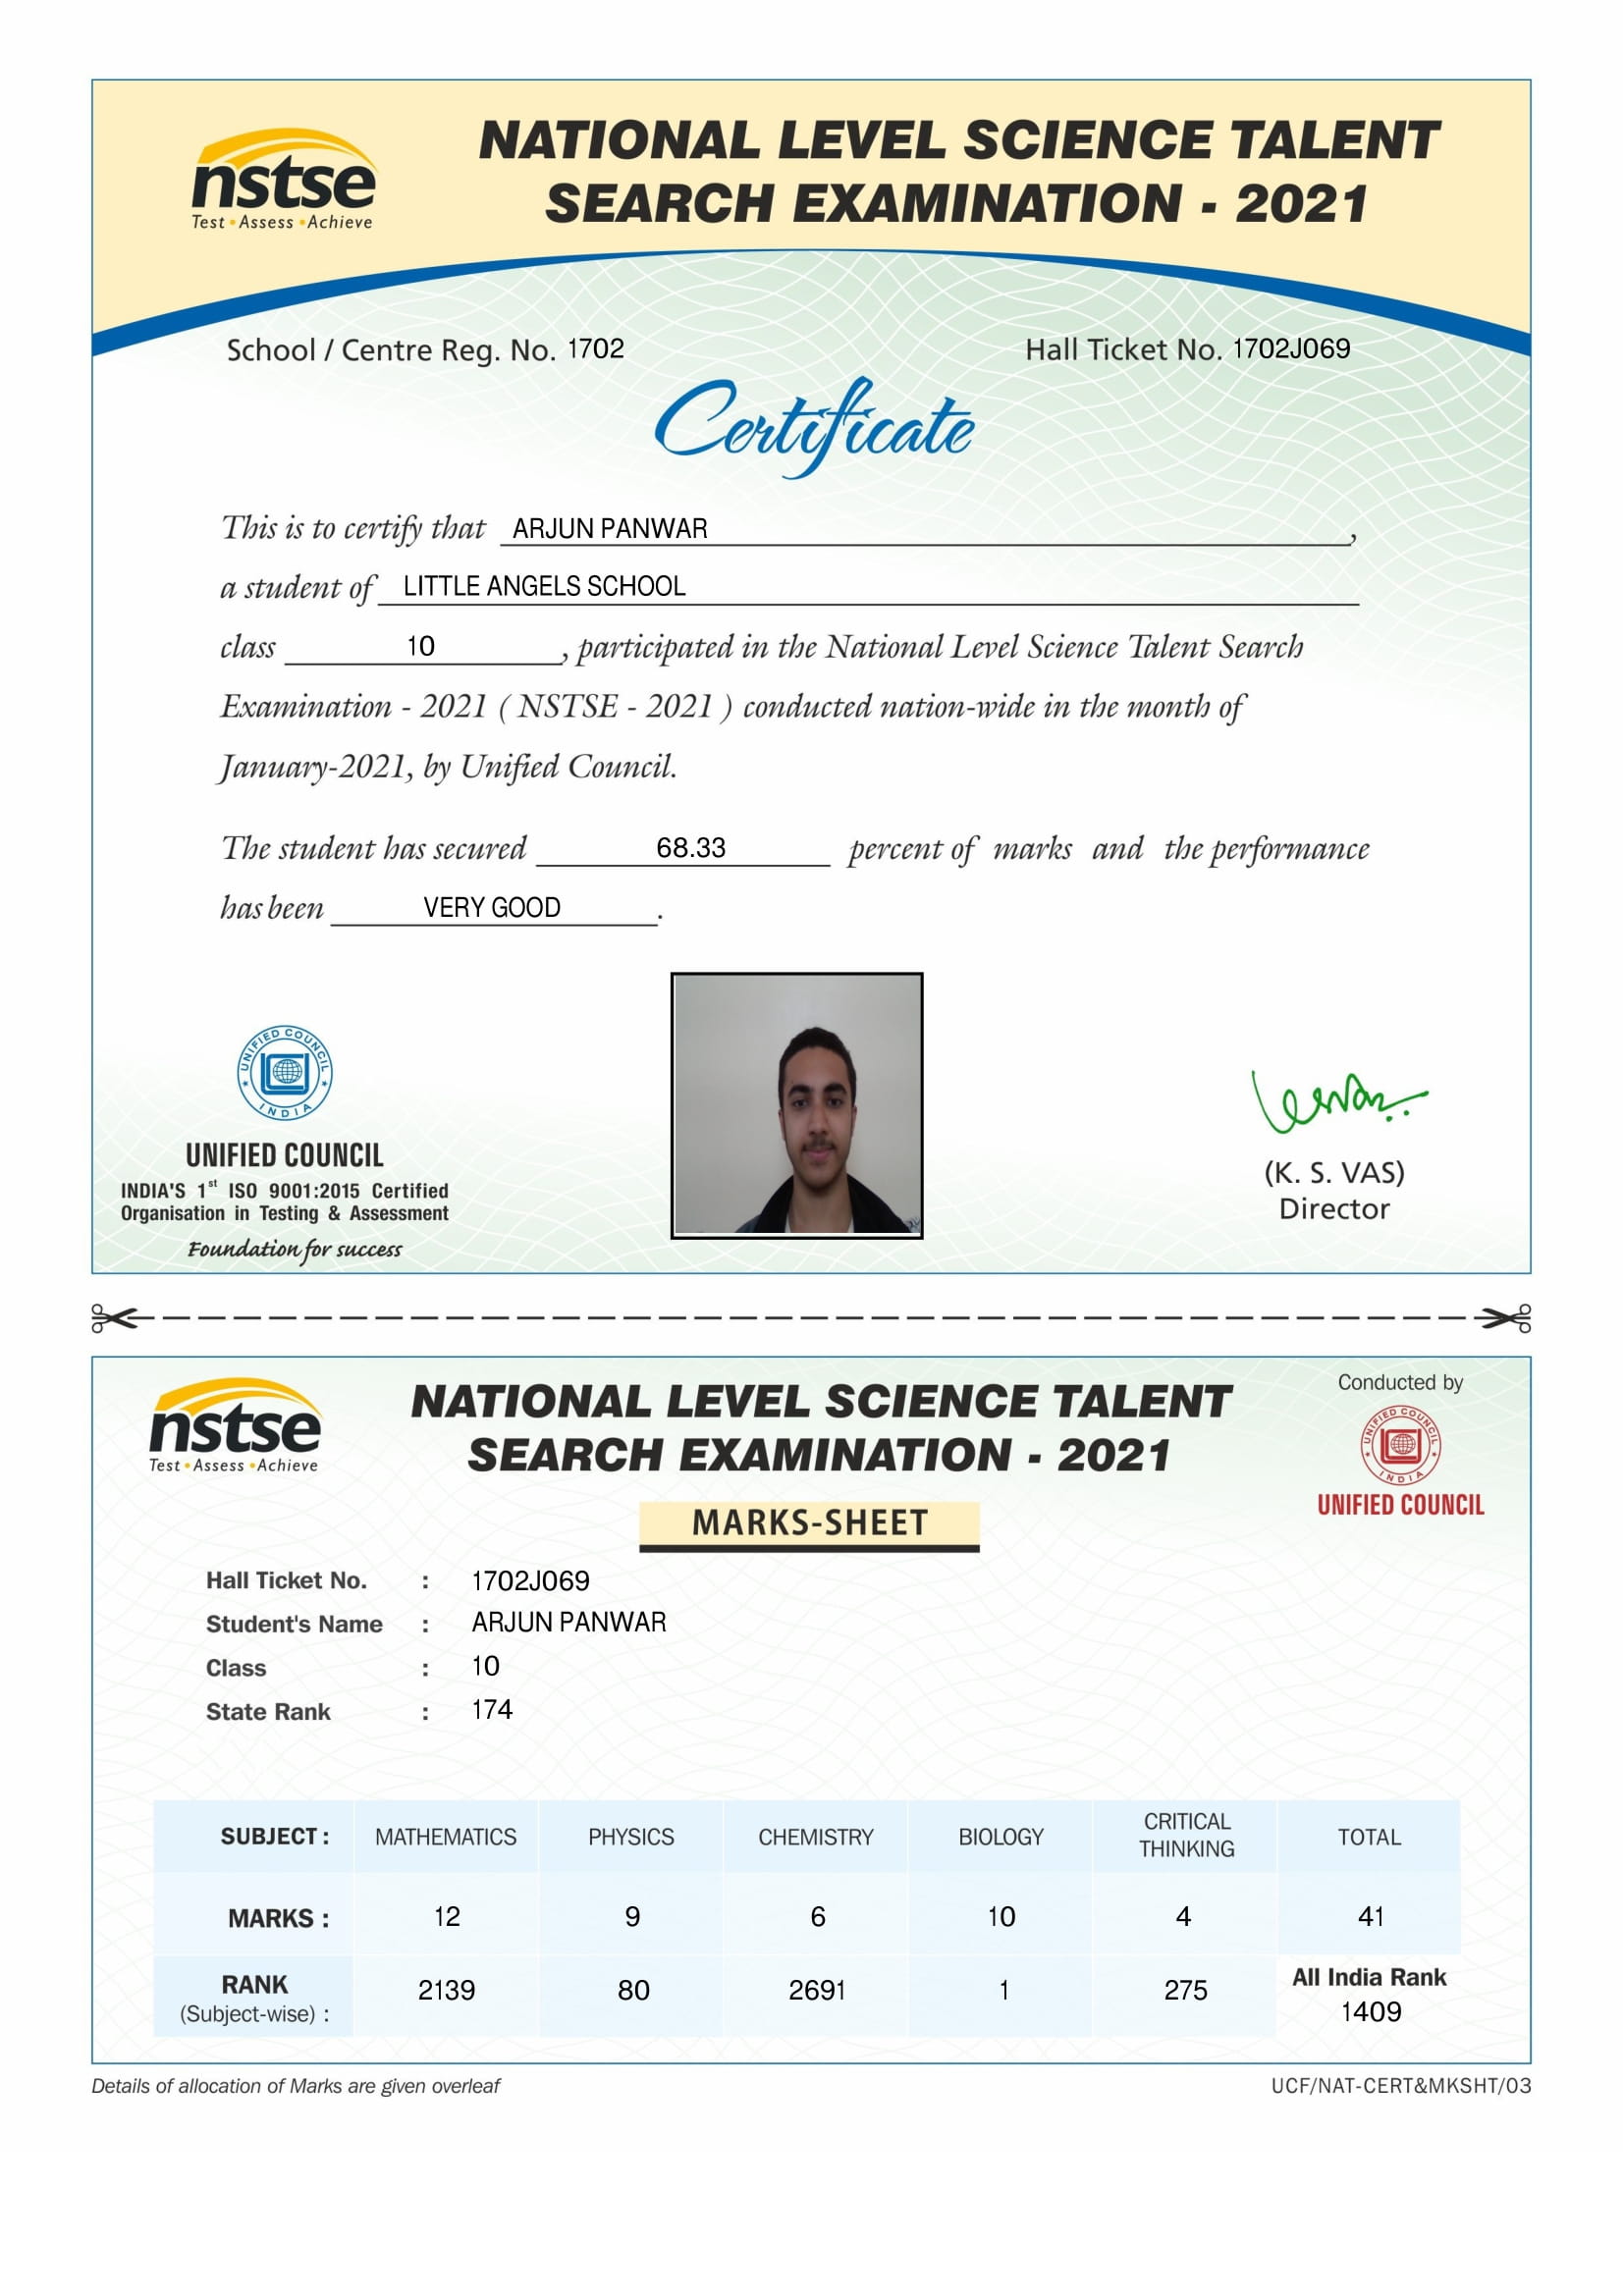 nstse
Test • Assess • Achieve
NATIONAL LEVEL SCIENCE TALENT
SEARCH EXAMINATION - 2021
School / Centre Reg. No. 1702
Hall Ticket No. 1702J069
Certificate
This is to certify that ARJUN PANWAR,
a student of LITTLE ANGELS SCHOOL
class 10, participated in the National Level Science Talent Search
Examination - 2021 ( NSTSE - 2021 ) conducted nation-wide in the month of
January-2021, by Unified Council.
The student has secured 68.33 percent of marks and the performance
has been VERY GOOD.
UNIFIED COUNCIL
INDIA
UNIFIED COUNCIL
INDIA'S 1st ISO 9001:2015 Certified
Organisation in Testing & Assessment
Foundation for success
(K. S. VAS)
Director
nstse
Test • Assess • Achieve
NATIONAL LEVEL SCIENCE TALENT
SEARCH EXAMINATION - 2021
Conducted by
UNIFIED COUNCIL
INDIA
UNIFIED COUNCIL
MARKS-SHEET
Hall Ticket No. : 1702J069
Student's Name : ARJUN PANWAR
Class : 10
State Rank : 174
SUBJECT : MATHEMATICS PHYSICS CHEMISTRY BIOLOGY CRITICAL THINKING TOTAL
MARKS : 12 9 6 10 4 41
RANK (Subject-wise) : 2139 80 2691 1 275 All India Rank 1409
Details of allocation of Marks are given overleaf
UCF/NAT-CERT&MKSHT/03